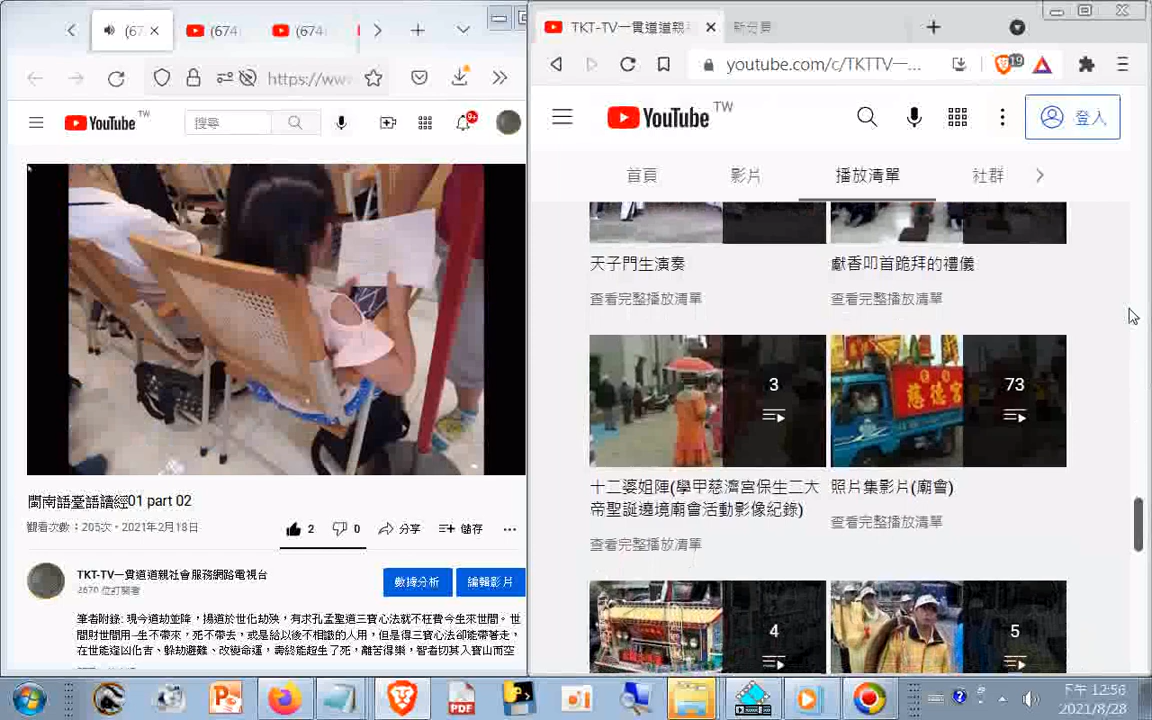 (67
(674
(674
https://www
YouTube TW
搜尋
9+
閩南語臺語讀經01 part 02
觀看次數：205次・2021年2月18日
2
0
分享
儲存
TKT-TV一貫道道親社會服務網路電視台
2670 位訂閱者
數據分析
編輯影片
筆者附錄: 現今道劫並降，揚道於世化劫殃，有求孔孟聖道三寶心法就不枉費今生來世間。世
間財世間用一生不帶來，死不帶去，或是給以後不相識的人用，但是得三寶心法卻能帶著走，
在世能逢凶化吉、躲劫避難、改變命運，壽終能超生了死，離苦得樂，智者切莫入寶山而空
TKT-TV一貫道道親
新分頁
youtube.com/c/TKTTV一...
19
YouTube TW
登入
首頁
影片
播放清單
社群
天子門生演奏
查看完整播放清單
獻香叩首跪拜的禮儀
查看完整播放清單
3
十二婆姐陣(學甲慈濟宮保生二大
帝聖誕遶境廟會活動影像紀錄)
查看完整播放清單
73
慈德宮
照片集影片(廟會)
查看完整播放清單
4
5
PDF
下午 12:56
2021/8/28